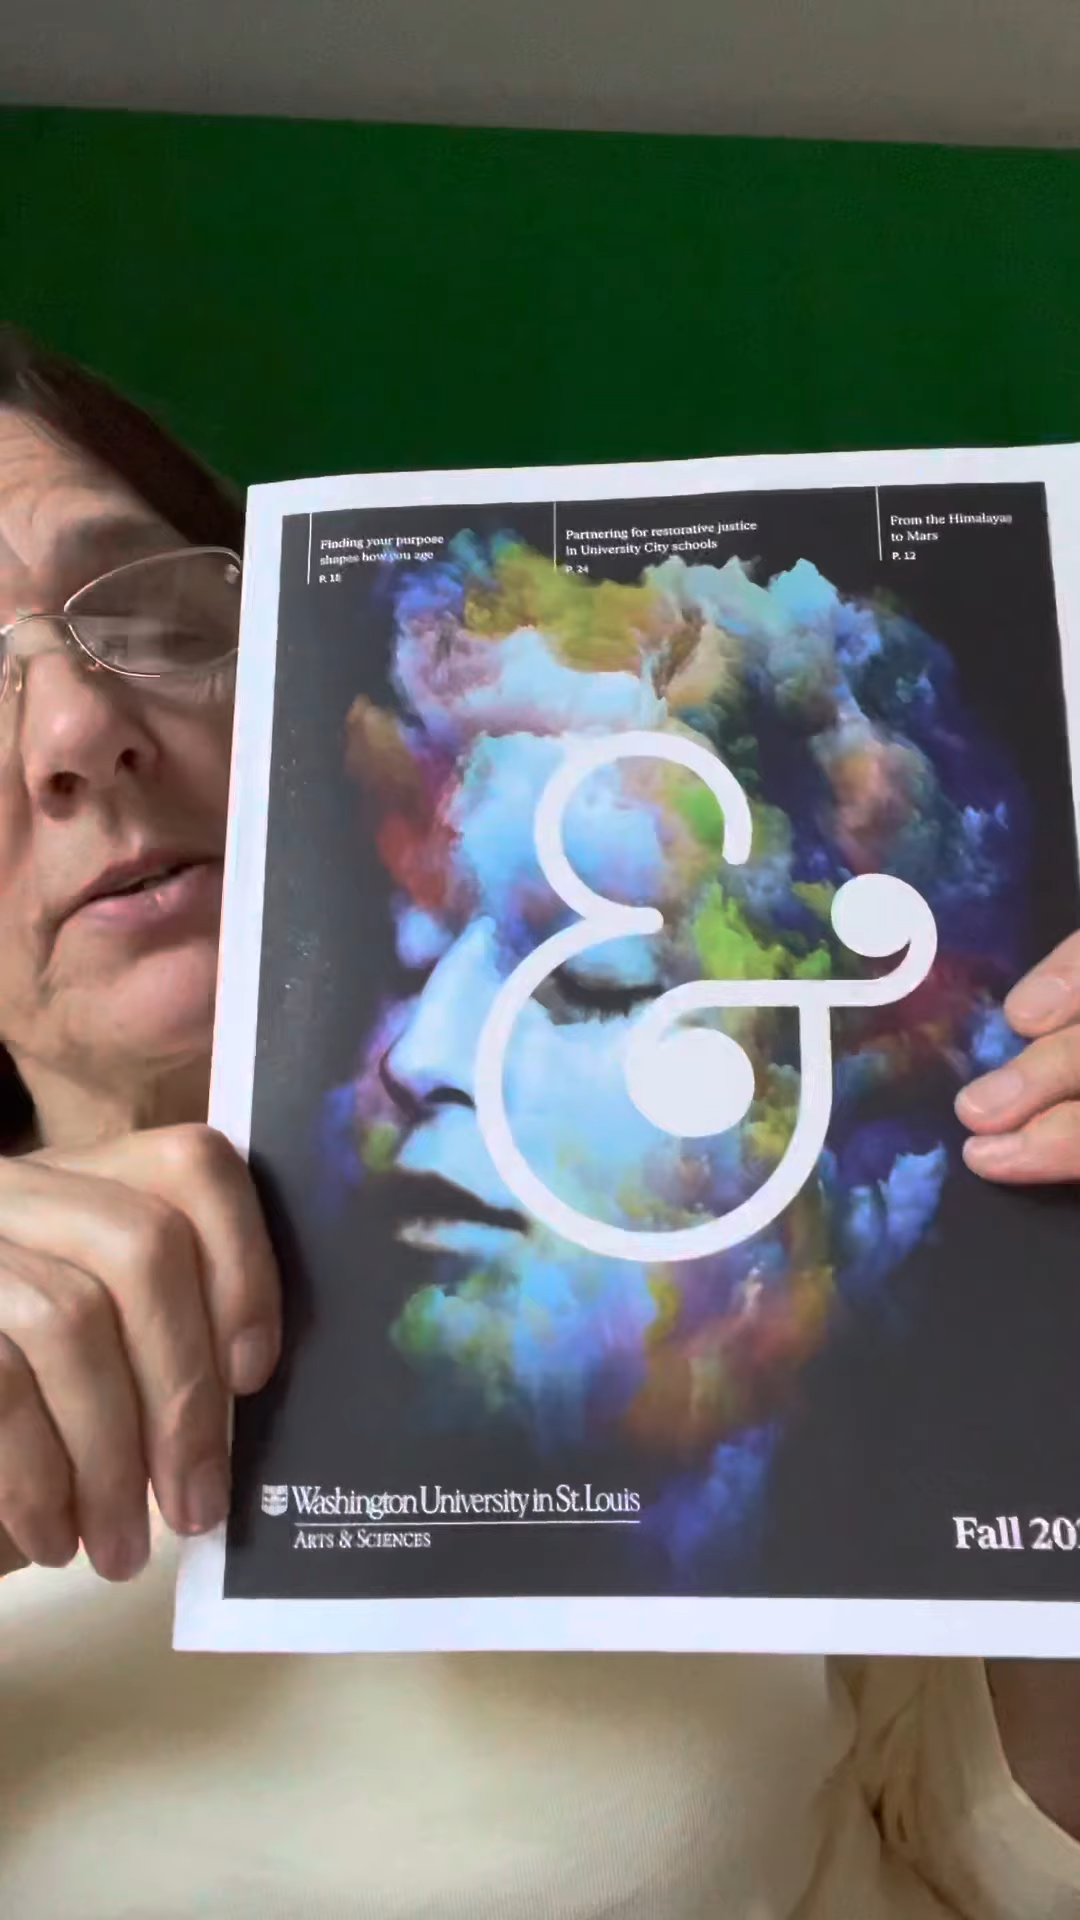 Finding your purpose
shapes how you age
P. 18
Partnering for restorative justice
in University City schools
P. 24
From the Himalayas
to Mars
P. 12
&
Washington University in St. Louis
ARTS & SCIENCES
Fall